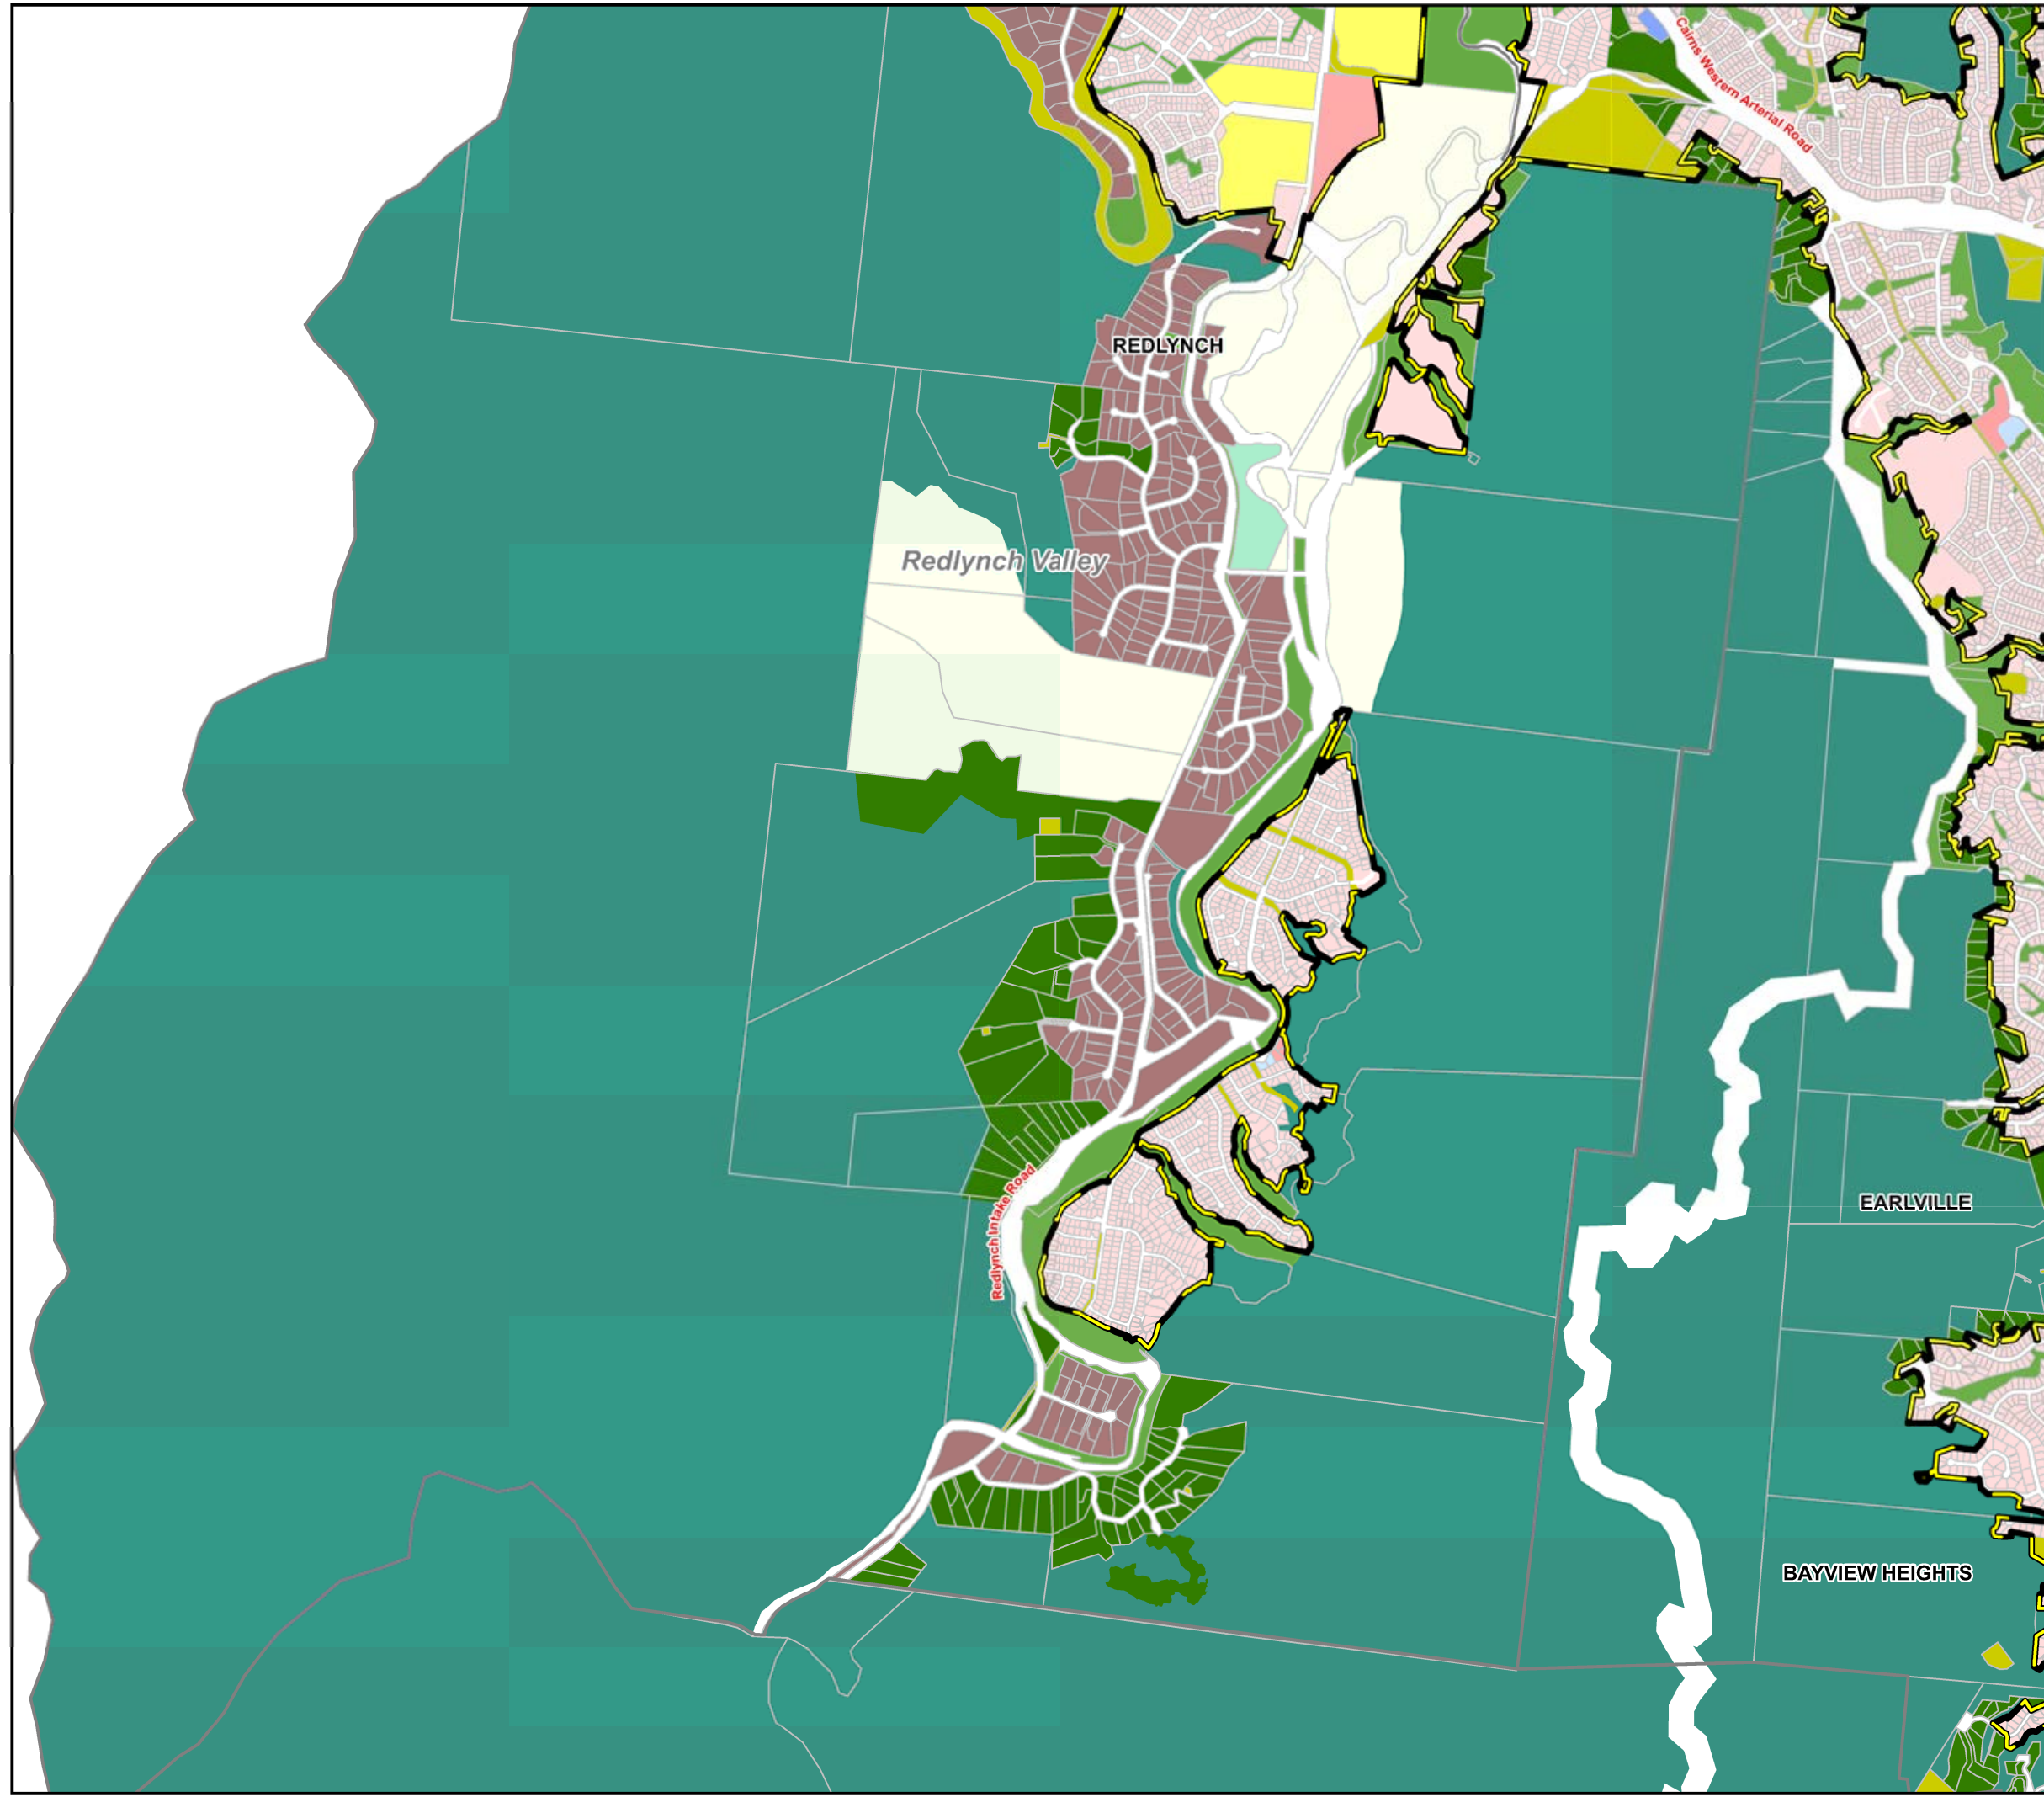 Cairns Western Arterial Road
REDLYNCH
Redlynch Valley
Redlynch Intake Road
EARLVILLE
BAYVIEW HEIGHTS